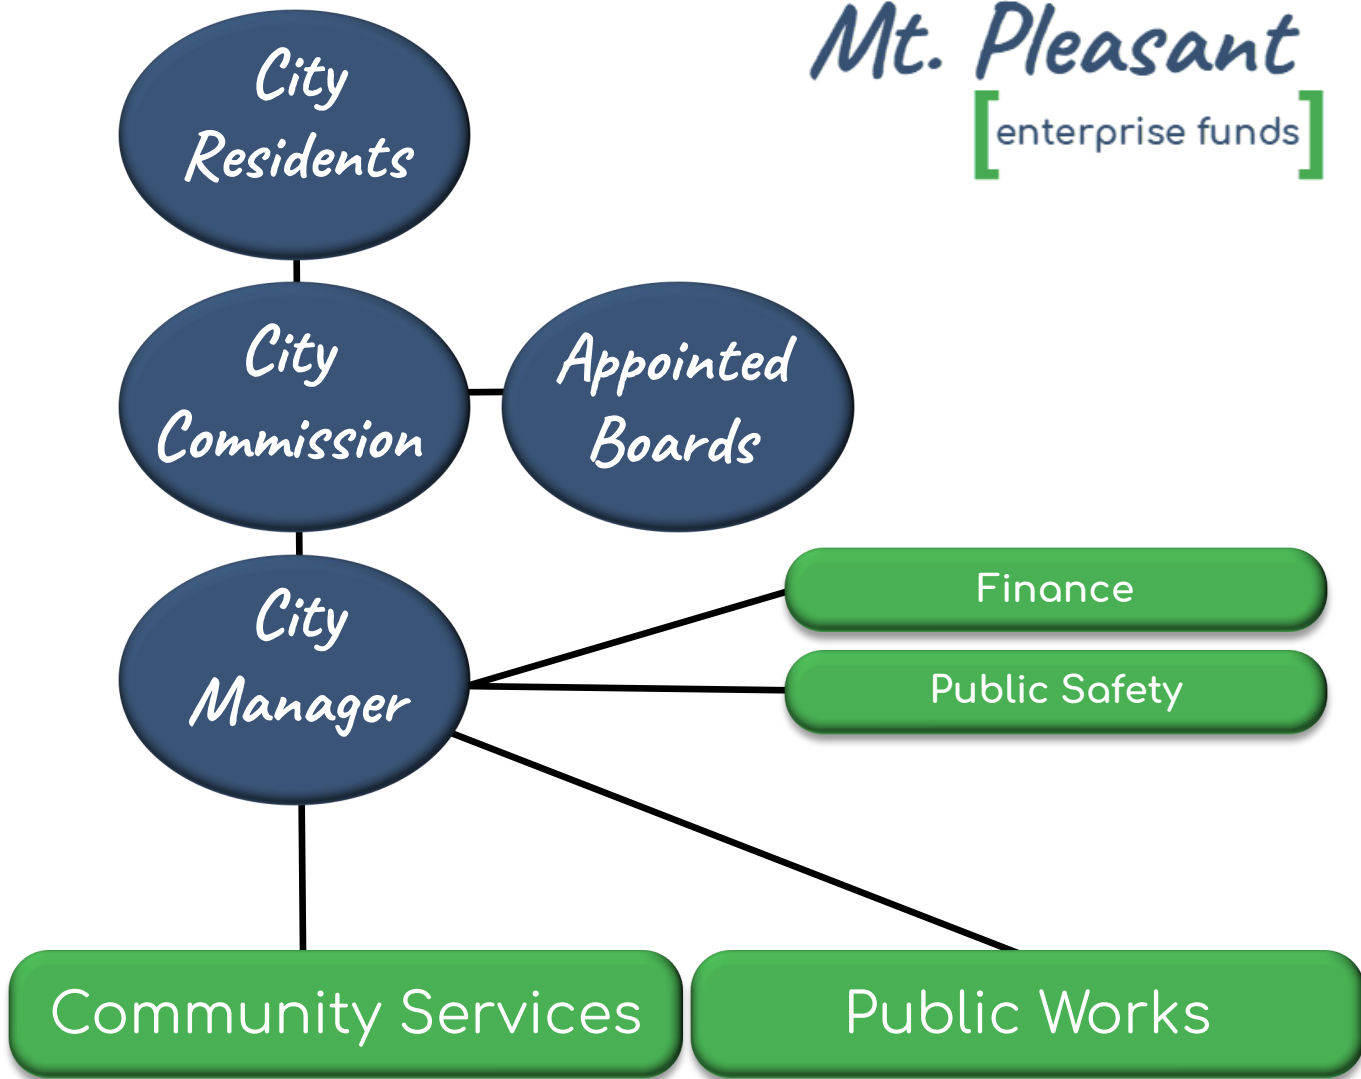 Mt. Pleasant
[enterprise funds]
City
Residents
City
Commission
Appointed
Boards
City
Manager
Finance
Public Safety
Community Services
Public Works